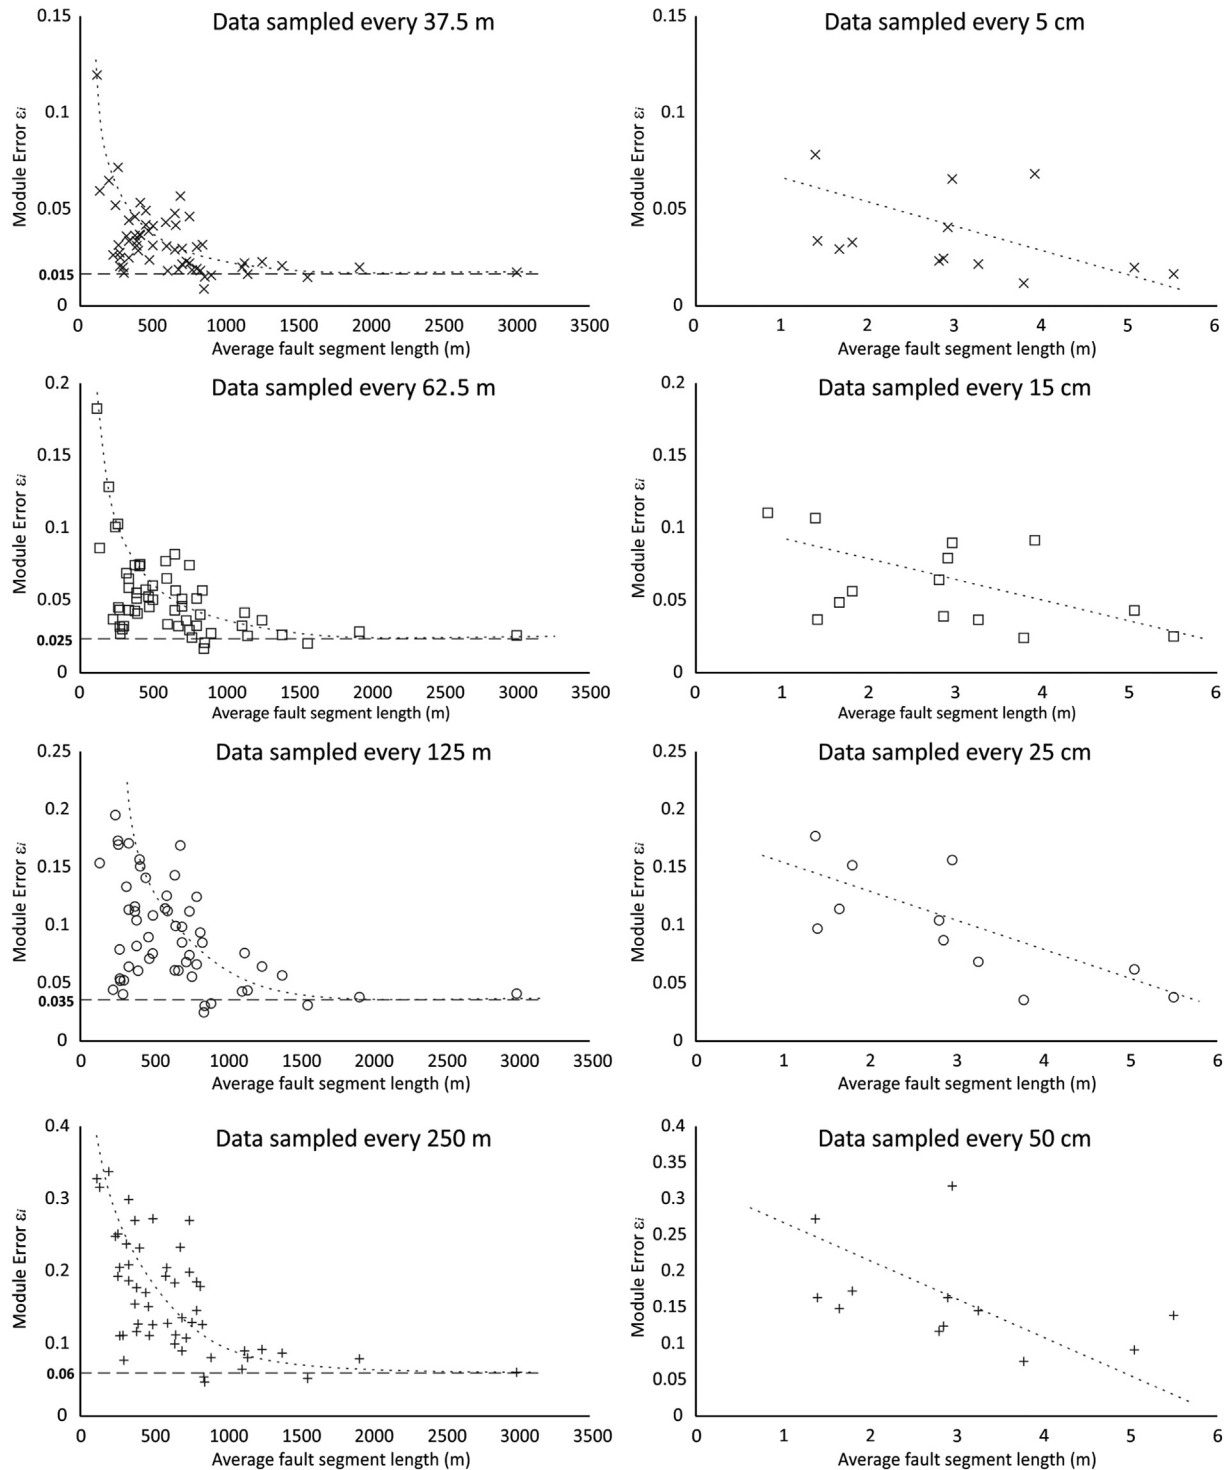 Data sampled every 37.5 m
0.15
0.1
0.05
0.015
0
Module Error εi
0 500 1000 1500 2000 2500 3000 3500
Average fault segment length (m)
Data sampled every 5 cm
0.15
0.1
0.05
0
Module Error εi
0 1 2 3 4 5 6
Average fault segment length (m)
Data sampled every 62.5 m
0.2
0.15
0.1
0.05
0.025
0
Module Error εi
0 500 1000 1500 2000 2500 3000 3500
Average fault segment length (m)
Data sampled every 15 cm
0.2
0.15
0.1
0.05
0
Module Error εi
0 1 2 3 4 5 6
Average fault segment length (m)
Data sampled every 125 m
0.25
0.2
0.15
0.1
0.05
0.035
0
Module Error εi
0 500 1000 1500 2000 2500 3000 3500
Average fault segment length (m)
Data sampled every 25 cm
0.25
0.2
0.15
0.1
0.05
0
Module Error εi
0 1 2 3 4 5 6
Average fault segment length (m)
Data sampled every 250 m
0.4
0.3
0.2
0.1
0.06
0
Module Error εi
0 500 1000 1500 2000 2500 3000 3500
Average fault segment length (m)
Data sampled every 50 cm
0.4
0.35
0.3
0.25
0.2
0.15
0.1
0.05
0
Module Error εi
0 1 2 3 4 5 6
Average fault segment length (m)